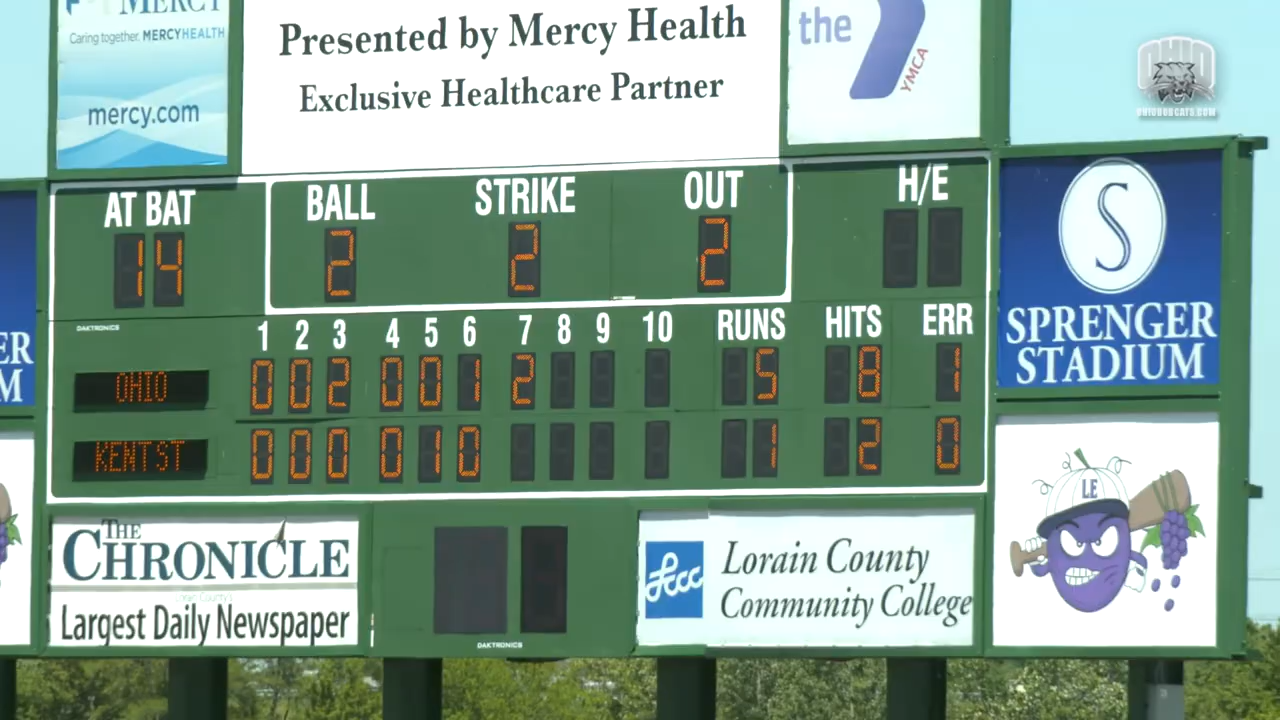 MERCY
Caring together. MERCYHEALTH
mercy.com
Presented by Mercy Health
Exclusive Healthcare Partner
the
YMCA
OHIO
OHIOBOBCATS.COM
AT BAT BALL STRIKE OUT H/E
14 2 2 2
DAKTRONICS
1 2 3 4 5 6 7 8 9 10 RUNS HITS ERR
OHIO 0 0 2 0 0 1 2 5 8 1
KENT ST 0 0 0 0 1 0 1 2 0
S
SPRENGER
STADIUM
ER
M
THE
CHRONICLE
Lorain County's
Largest Daily Newspaper
DAKTRONICS
lccc
Lorain County
Community College
LE